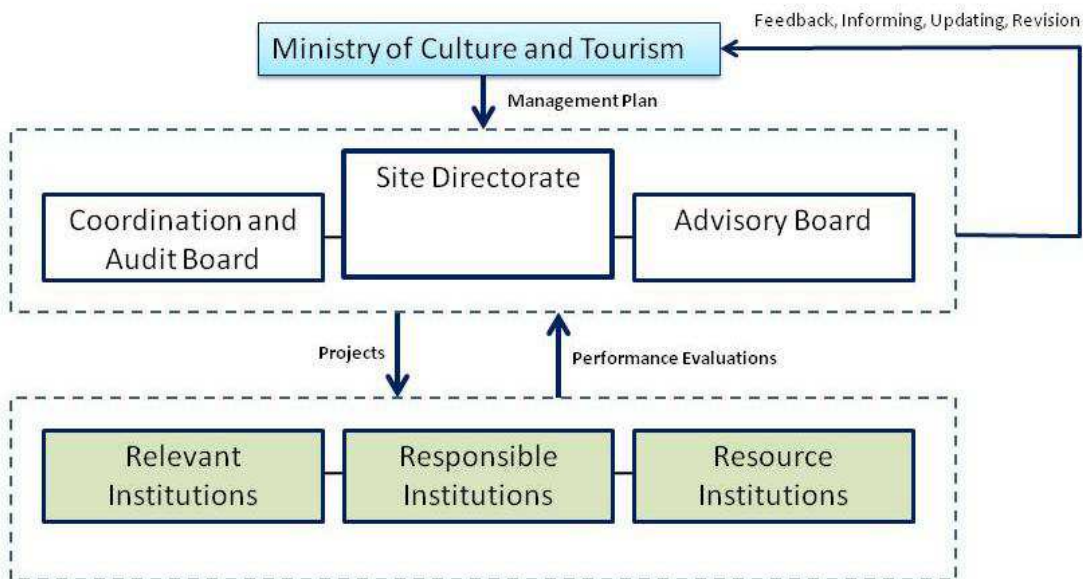 Feedback, Informing, Updating, Revision
Ministry of Culture and Tourism
Management Plan
Site Directorate
Coordination and
Audit Board
Advisory Board
Projects
Performance Evaluations
Relevant
Institutions
Responsible
Institutions
Resource
Institutions